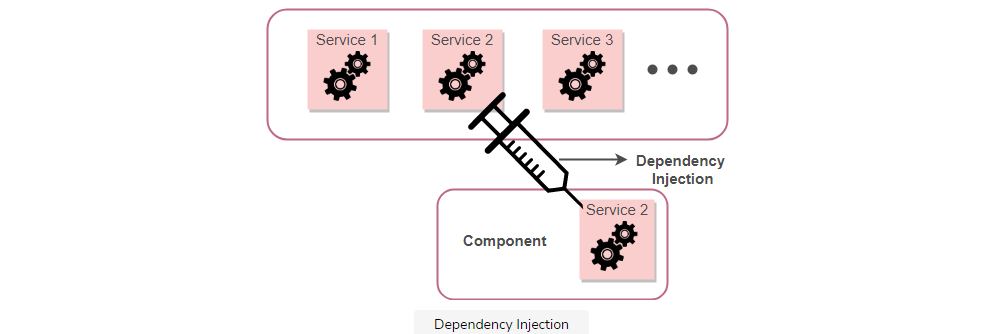 Service 1
Service 2
Service 3
Dependency
Injection
Service 2
Component
Dependency Injection